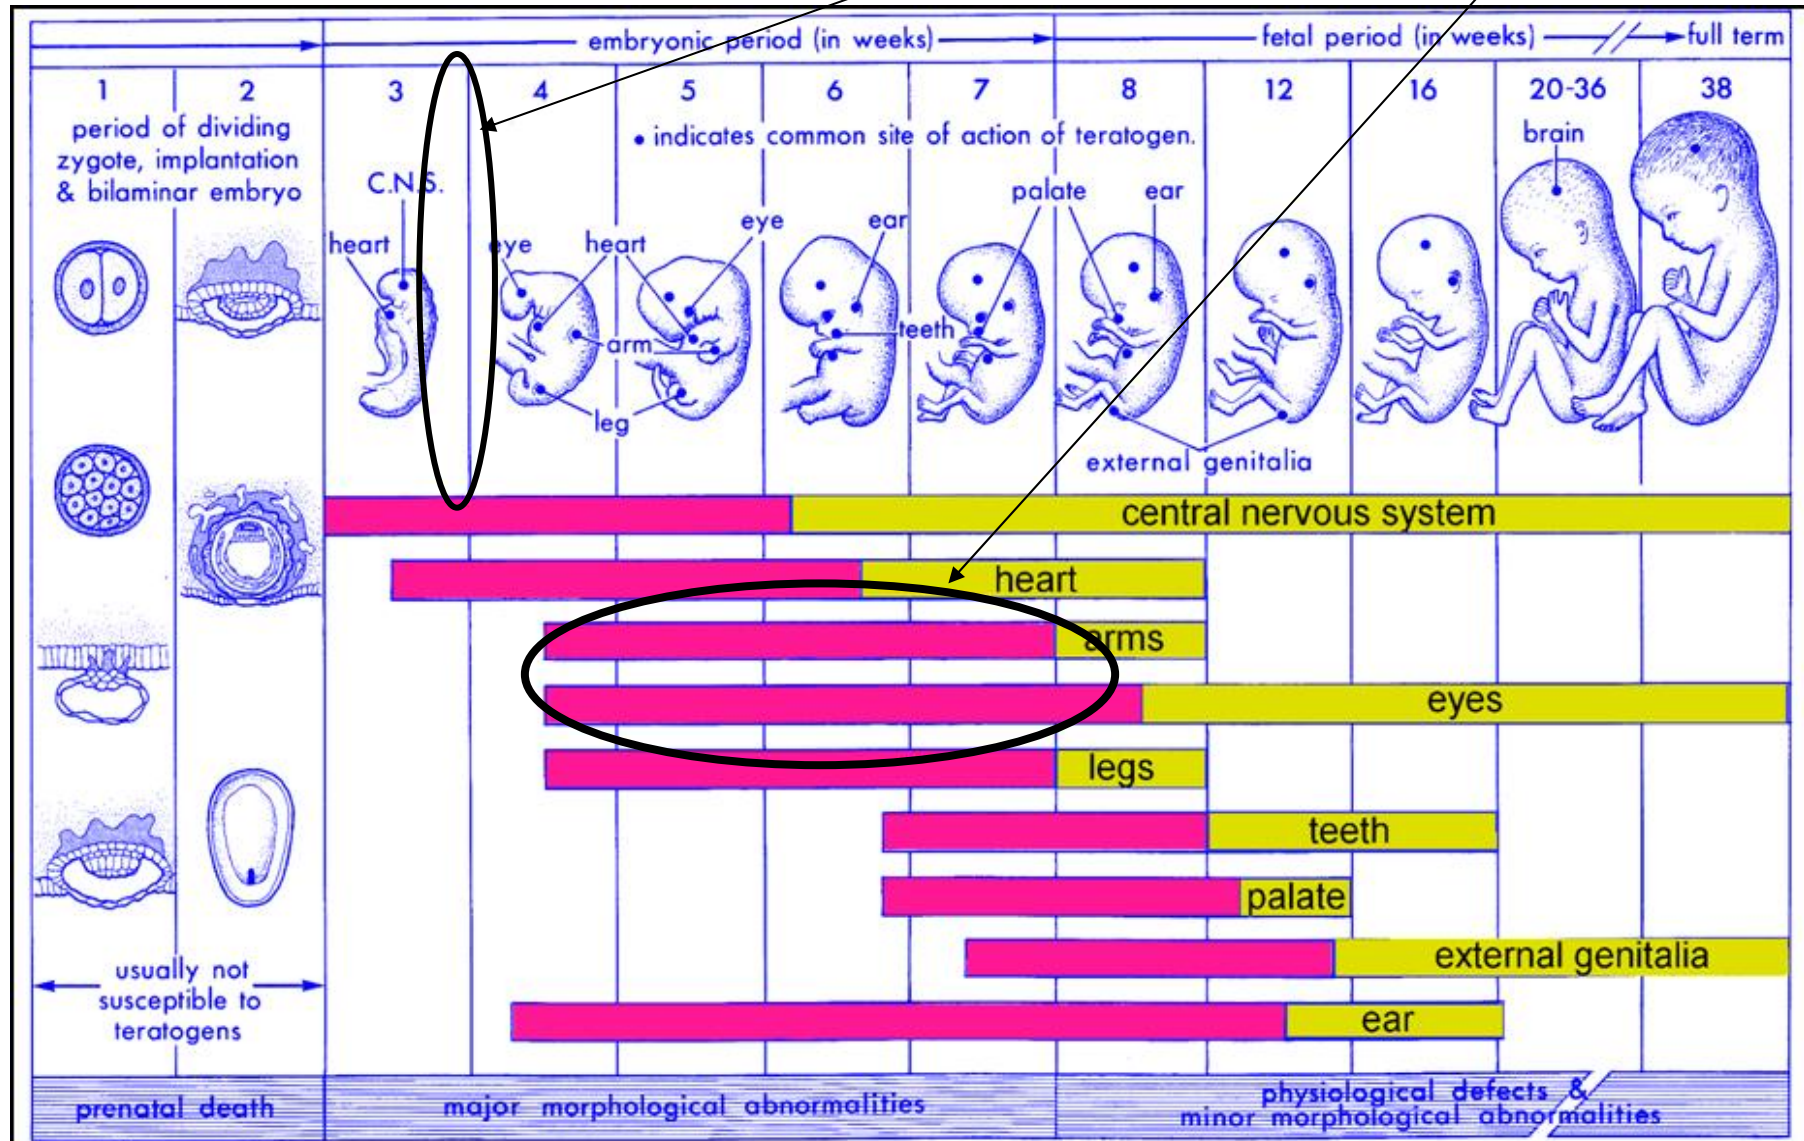 embryonic period (in weeks)
fetal period (in weeks)
full term
1
2
3
4
5
6
7
8
12
16
20-36
38
period of dividing
zygote, implantation
& bilaminar embryo
• indicates common site of action of teratogen.
C.N.S.
heart
eye
heart
eye
ear
palate
ear
brain
arm
teeth
leg
external genitalia
central nervous system
heart
arms
eyes
legs
teeth
palate
external genitalia
ear
usually not
susceptible to
teratogens
prenatal death
major morphological abnormalities
physiological defects &
minor morphological abnormalities